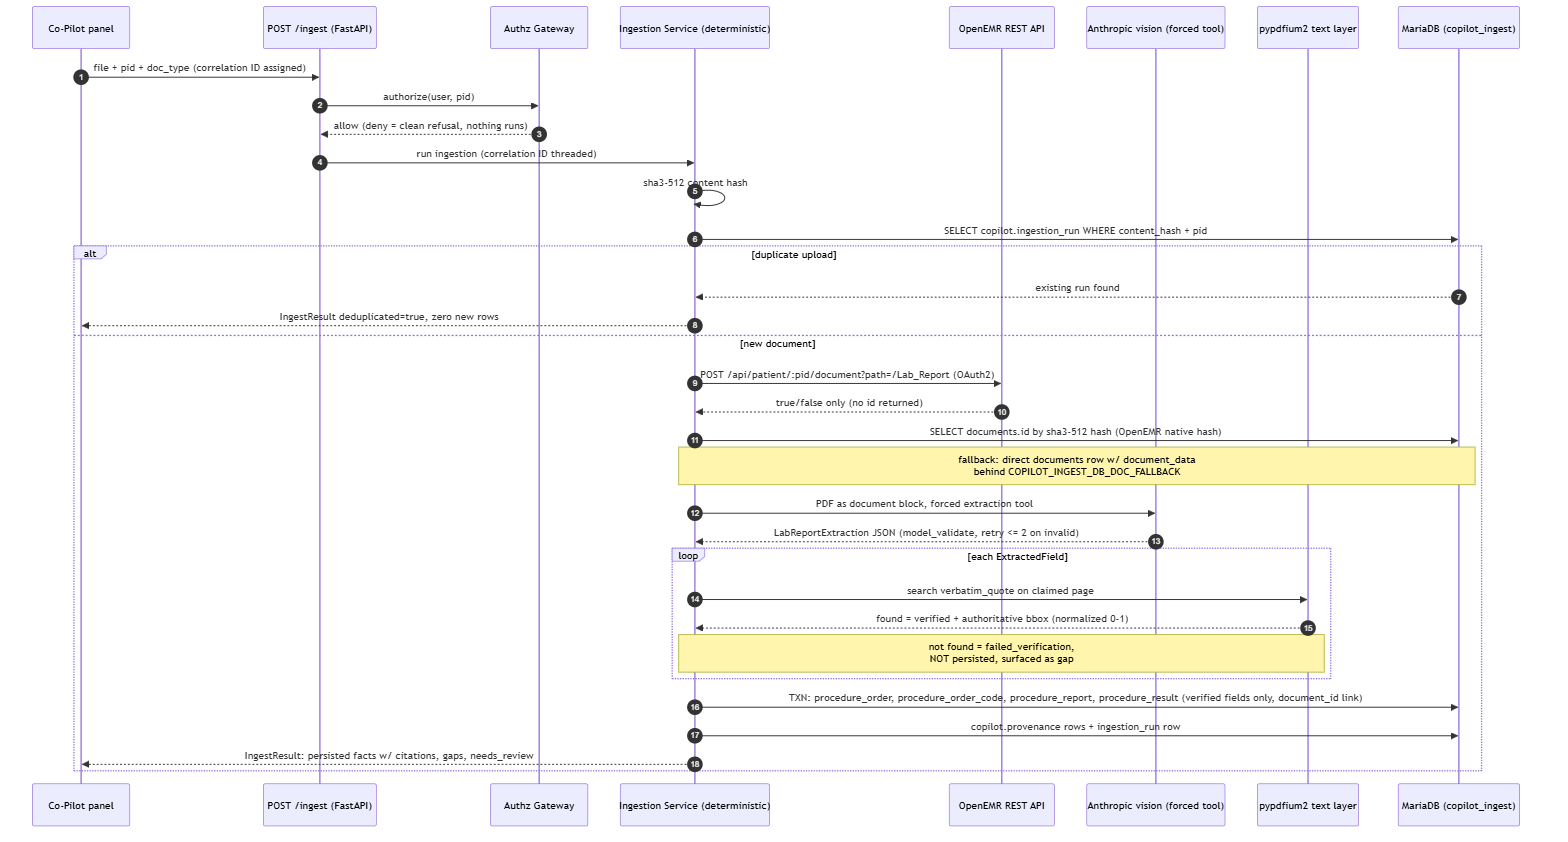 Co-Pilot panel
POST /ingest (FastAPI)
Authz Gateway
Ingestion Service (deterministic)
OpenEMR REST API
Anthropic vision (forced tool)
pypdfium2 text layer
MariaDB (copilot_ingest)
1
file + pid + doc_type (correlation ID assigned)
2
authorize(user, pid)
allow (deny = clean refusal, nothing runs)
3
4
run ingestion (correlation ID threaded)
sha3-512 content hash
5
6
SELECT copilot.ingestion_run WHERE content_hash + pid
alt
[duplicate upload]
existing run found
7
IngestResult deduplicated=true, zero new rows
8
[new document]
9
POST /api/patient/:pid/document?path=/Lab_Report (OAuth2)
true/false only (no id returned)
10
11
SELECT documents.id by sha3-512 hash (OpenEMR native hash)
fallback: direct documents row w/ document_data
behind COPILOT_INGEST_DB_DOC_FALLBACK
12
PDF as document block, forced extraction tool
LabReportExtraction JSON (model_validate, retry <= 2 on invalid)
13
loop
[each ExtractedField]
14
search verbatim_quote on claimed page
found = verified + authoritative bbox (normalized 0-1)
15
not found = failed_verification,
NOT persisted, surfaced as gap
16
TXN: procedure_order, procedure_order_code, procedure_report, procedure_result (verified fields only, document_id link)
17
copilot.provenance rows + ingestion_run row
IngestResult: persisted facts w/ citations, gaps, needs_review
18
Co-Pilot panel
POST /ingest (FastAPI)
Authz Gateway
Ingestion Service (deterministic)
OpenEMR REST API
Anthropic vision (forced tool)
pypdfium2 text layer
MariaDB (copilot_ingest)